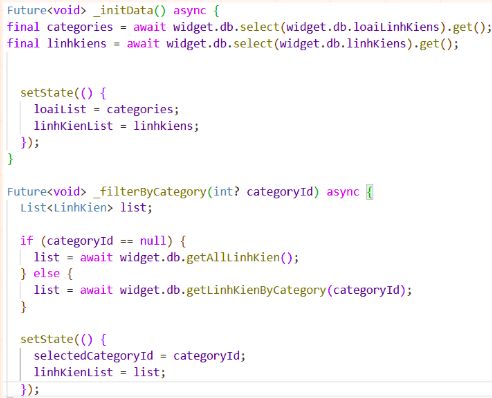 Future<void> _initData() async {
final categories = await widget.db.select(widget.db.loaiLinhKiens).get();
final linhkiens = await widget.db.select(widget.db.linhKiens).get();
setState(() {
loaiList = categories;
linhKienList = linhkiens;
});
}
Future<void> _filterByCategory(int? categoryId) async {
List<LinhKien> list;
if (categoryId == null) {
list = await widget.db.getAllLinhKien();
} else {
list = await widget.db.getLinhKienByCategory(categoryId);
}
setState(() {
selectedCategoryId = categoryId;
linhKienList = list;
});